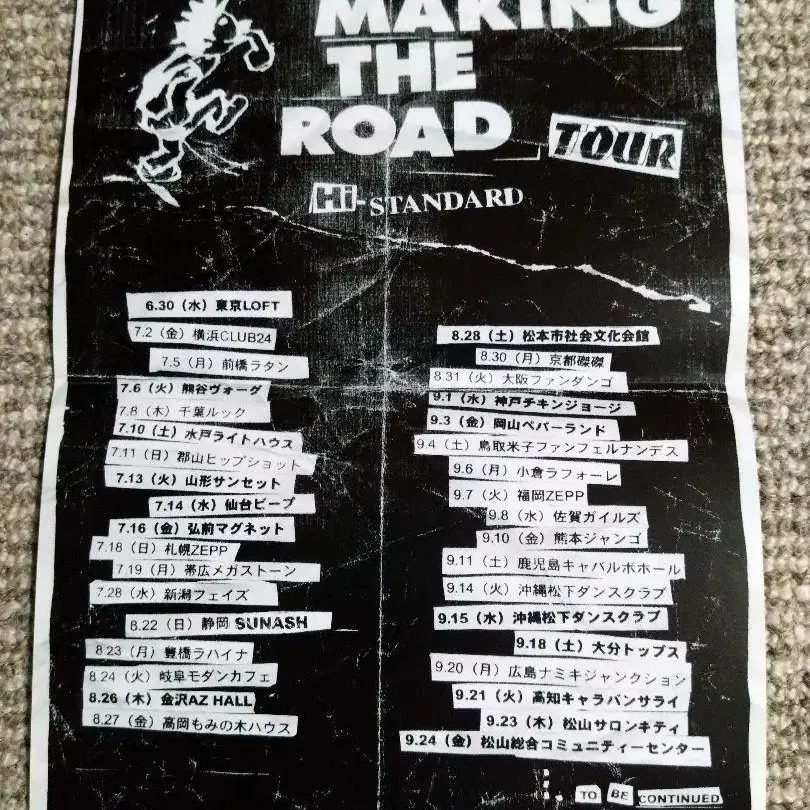 MAKING
THE
ROAD
TOUR
Hi-STANDARD
6.30（水）東京LOFT
7.2（金）横浜CLUB24
7.5（月）前橋ラタン
7.6（火）熊谷ヴォーグ
7.8（木）千葉ルック
7.10（土）水戸ライトハウス
7.11（日）郡山ヒップショット
7.13（火）山形サンセット
7.14（水）仙台ビーブ
7.16（金）弘前マグネット
7.18（日）札幌ZEPP
7.19（月）帯広メガストーン
7.28（水）新潟フェイズ
8.22（日）静岡 SUNASH
8.23（月）豊橋ラハイナ
8.24（火）岐阜モダンカフェ
8.26（木）金沢AZ HALL
8.27（金）高岡もみの木ハウス
8.28（土）松本市社会文化会館
8.30（月）京都磔磔
8.31（火）大阪ファンダンゴ
9.1（水）神戸チキンジョージ
9.3（金）岡山ペパーランド
9.4（土）鳥取米子ファンフェルナンデス
9.6（月）小倉ラフォーレ
9.7（火）福岡ZEPP
9.8（水）佐賀ガイルズ
9.10（金）熊本ジャンゴ
9.11（土）鹿児島キャパルボホール
9.14（火）沖縄松下ダンスクラブ
9.15（水）沖縄松下ダンスクラブ
9.18（土）大分トップス
9.20（月）広島ナミキジャンクション
9.21（火）高知キャラバンサライ
9.23（木）松山サロンキティ
9.24（金）松山総合コミュニティーセンター
TO BE CONTINUED